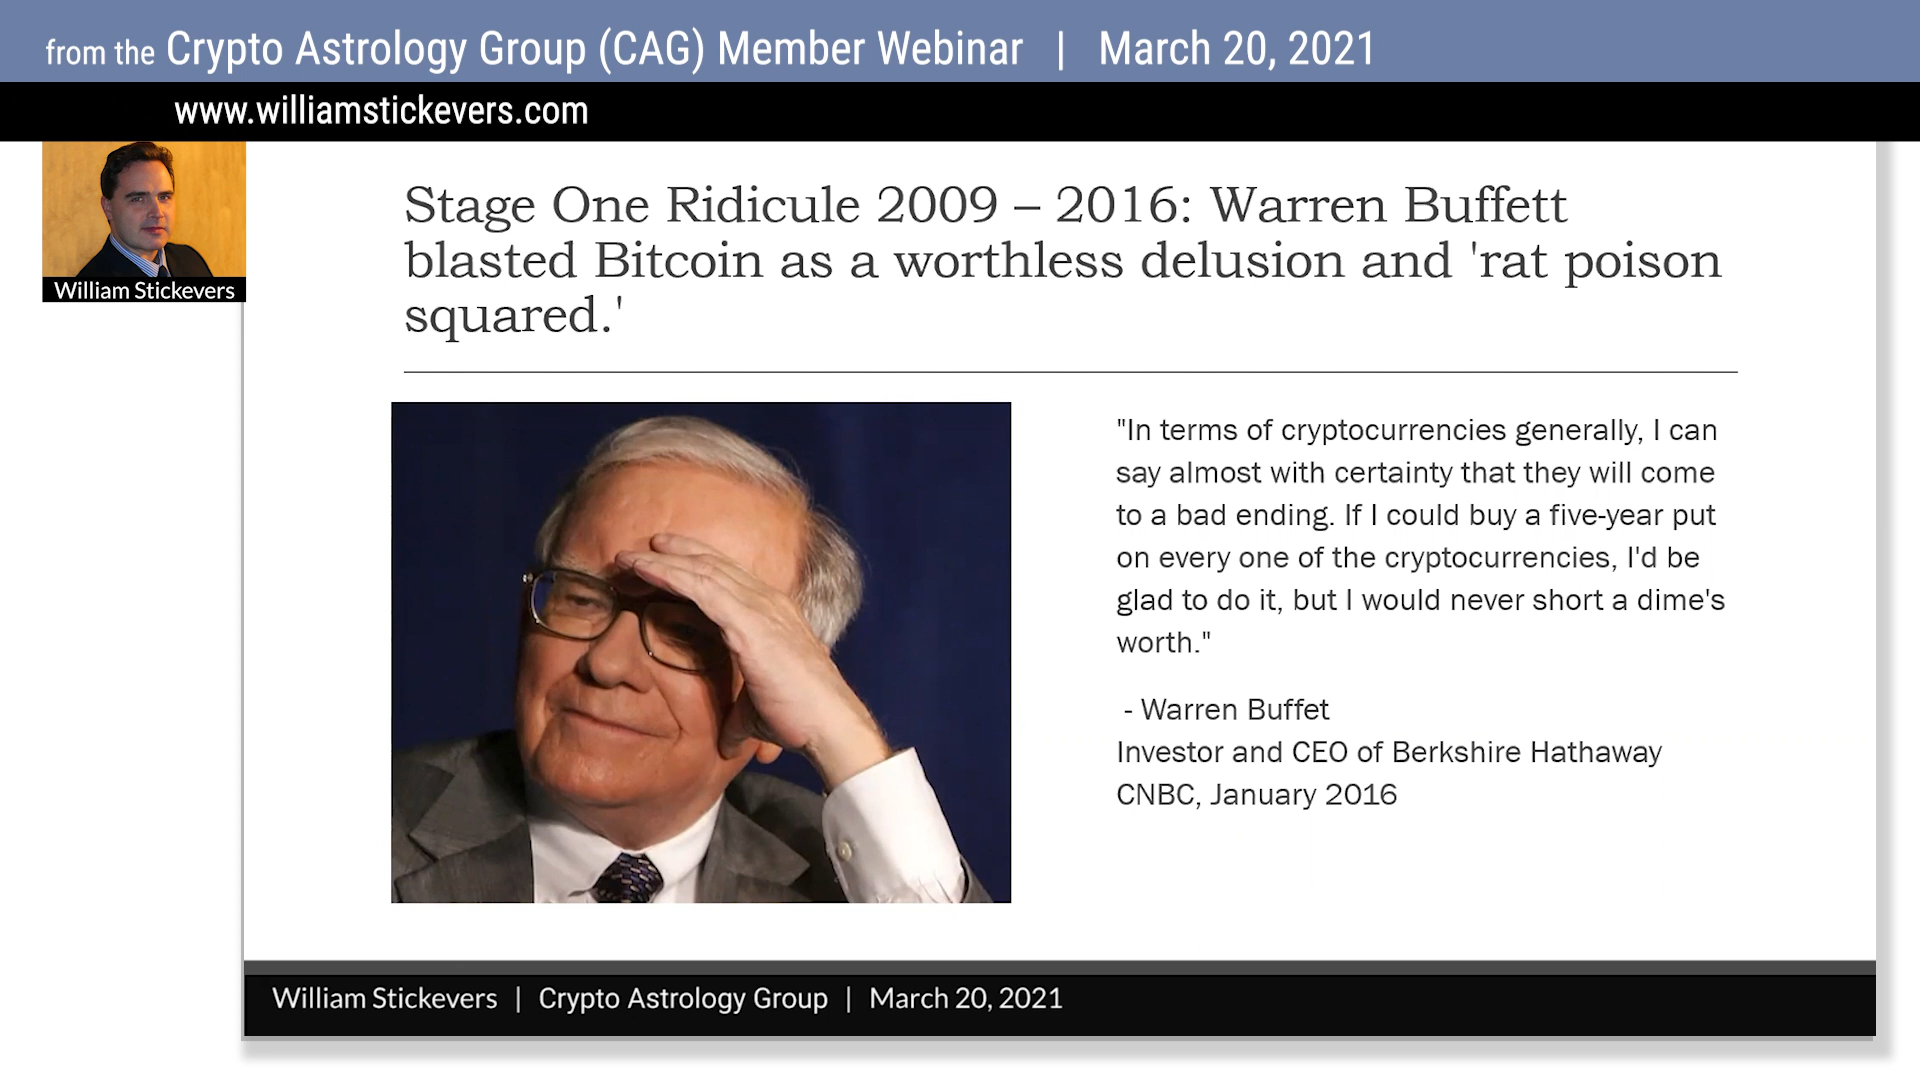 from the Crypto Astrology Group (CAG) Member Webinar | March 20, 2021
www.williamstickevers.com
William Stickevers
Stage One Ridicule 2009 – 2016: Warren Buffett
blasted Bitcoin as a worthless delusion and 'rat poison
squared.'
"In terms of cryptocurrencies generally, I can
say almost with certainty that they will come
to a bad ending. If I could buy a five-year put
on every one of the cryptocurrencies, I'd be
glad to do it, but I would never short a dime's
worth."
- Warren Buffet
Investor and CEO of Berkshire Hathaway
CNBC, January 2016
William Stickevers | Crypto Astrology Group | March 20, 2021